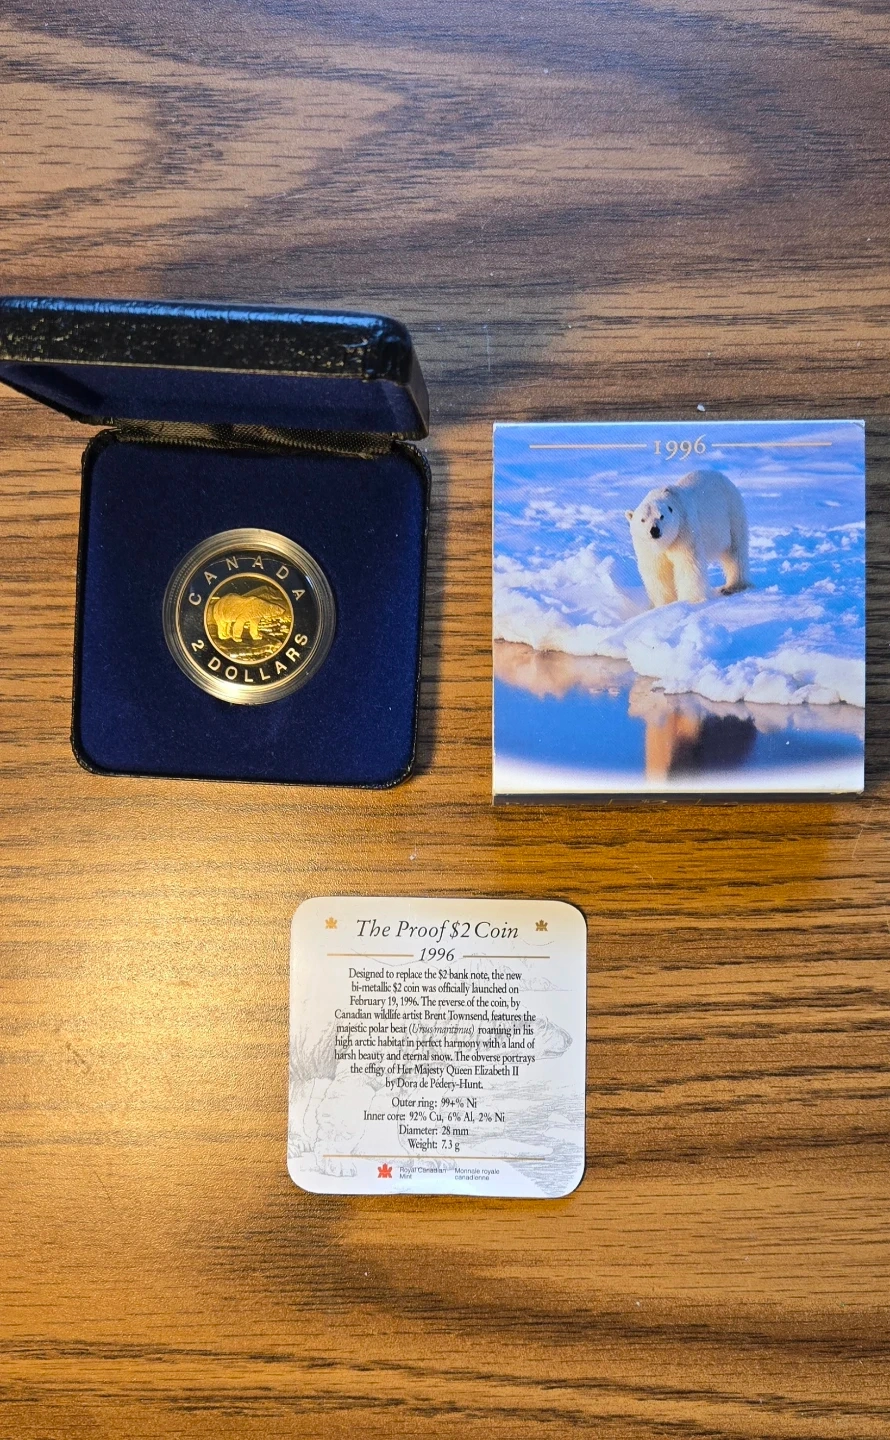 CANADA
2 DOLLARS
1996
The Proof $2 Coin
1996
Designed to replace the $2 bank note, the new
bi-metallic $2 coin was officially launched on
February 19, 1996. The reverse of the coin, by
Canadian wildlife artist Brent Townsend, features the
majestic polar bear (Ursus maritimus) roaming in his
high arctic habitat in perfect harmony with a land of
harsh beauty and eternal snow. The obverse portrays
the effigy of Her Majesty Queen Elizabeth II
by Dora de Pédery-Hunt.
Outer ring: 99+% Ni
Inner core: 92% Cu, 6% Al, 2% Ni
Diameter: 28 mm
Weight: 7.3 g
Royal Canadian Monnaie royale
Mint canadienne